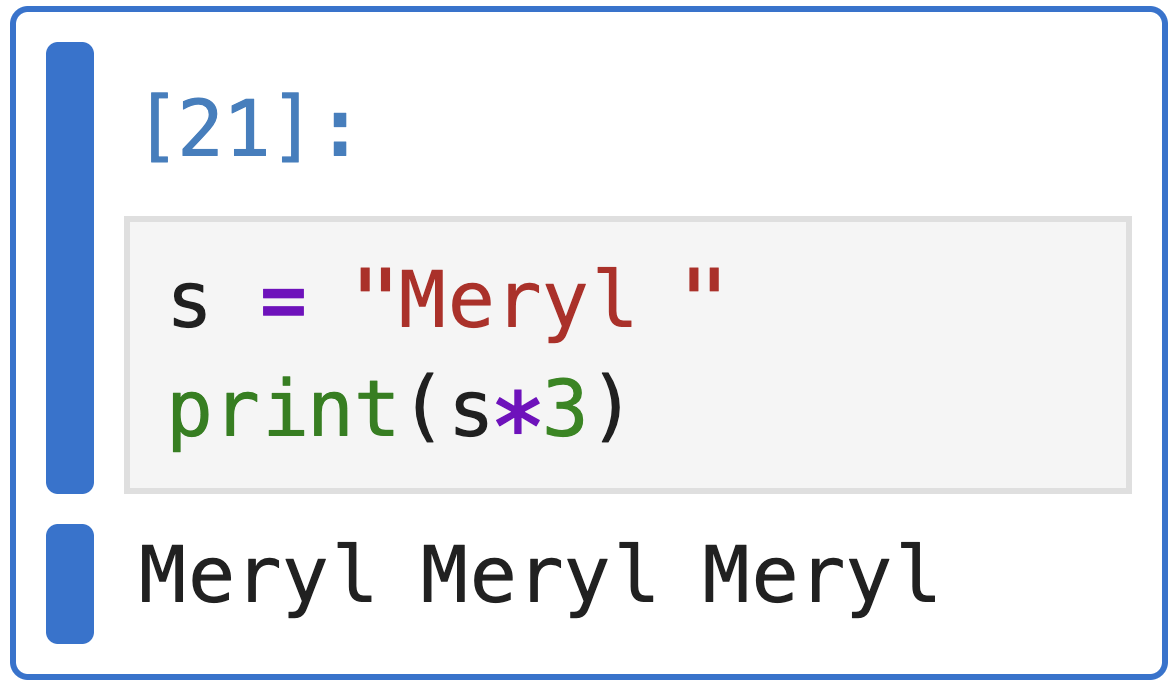 [21]:
s = "Meryl "
print(s*3)
Meryl Meryl Meryl